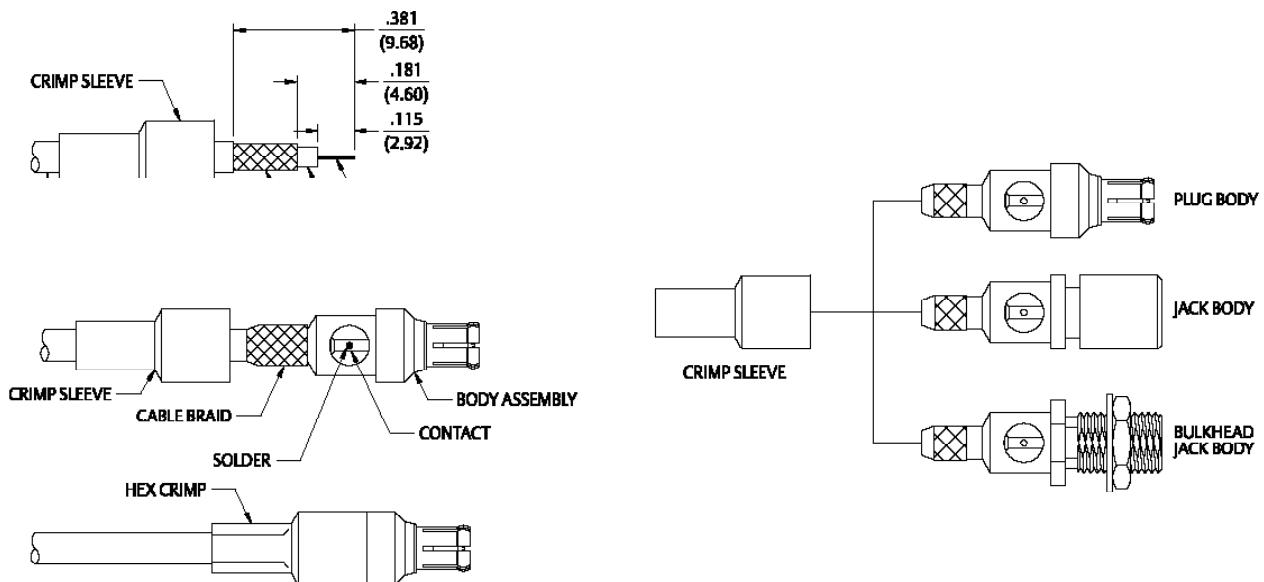 .381
(9.68)
.181
(4.60)
.115
(2.92)
CRIMP SLEEVE
CRIMP SLEEVE
CABLE BRAID
SOLDER
CONTACT
BODY ASSEMBLY
HEX CRIMP
CRIMP SLEEVE
PLUG BODY
JACK BODY
BULKHEAD
JACK BODY